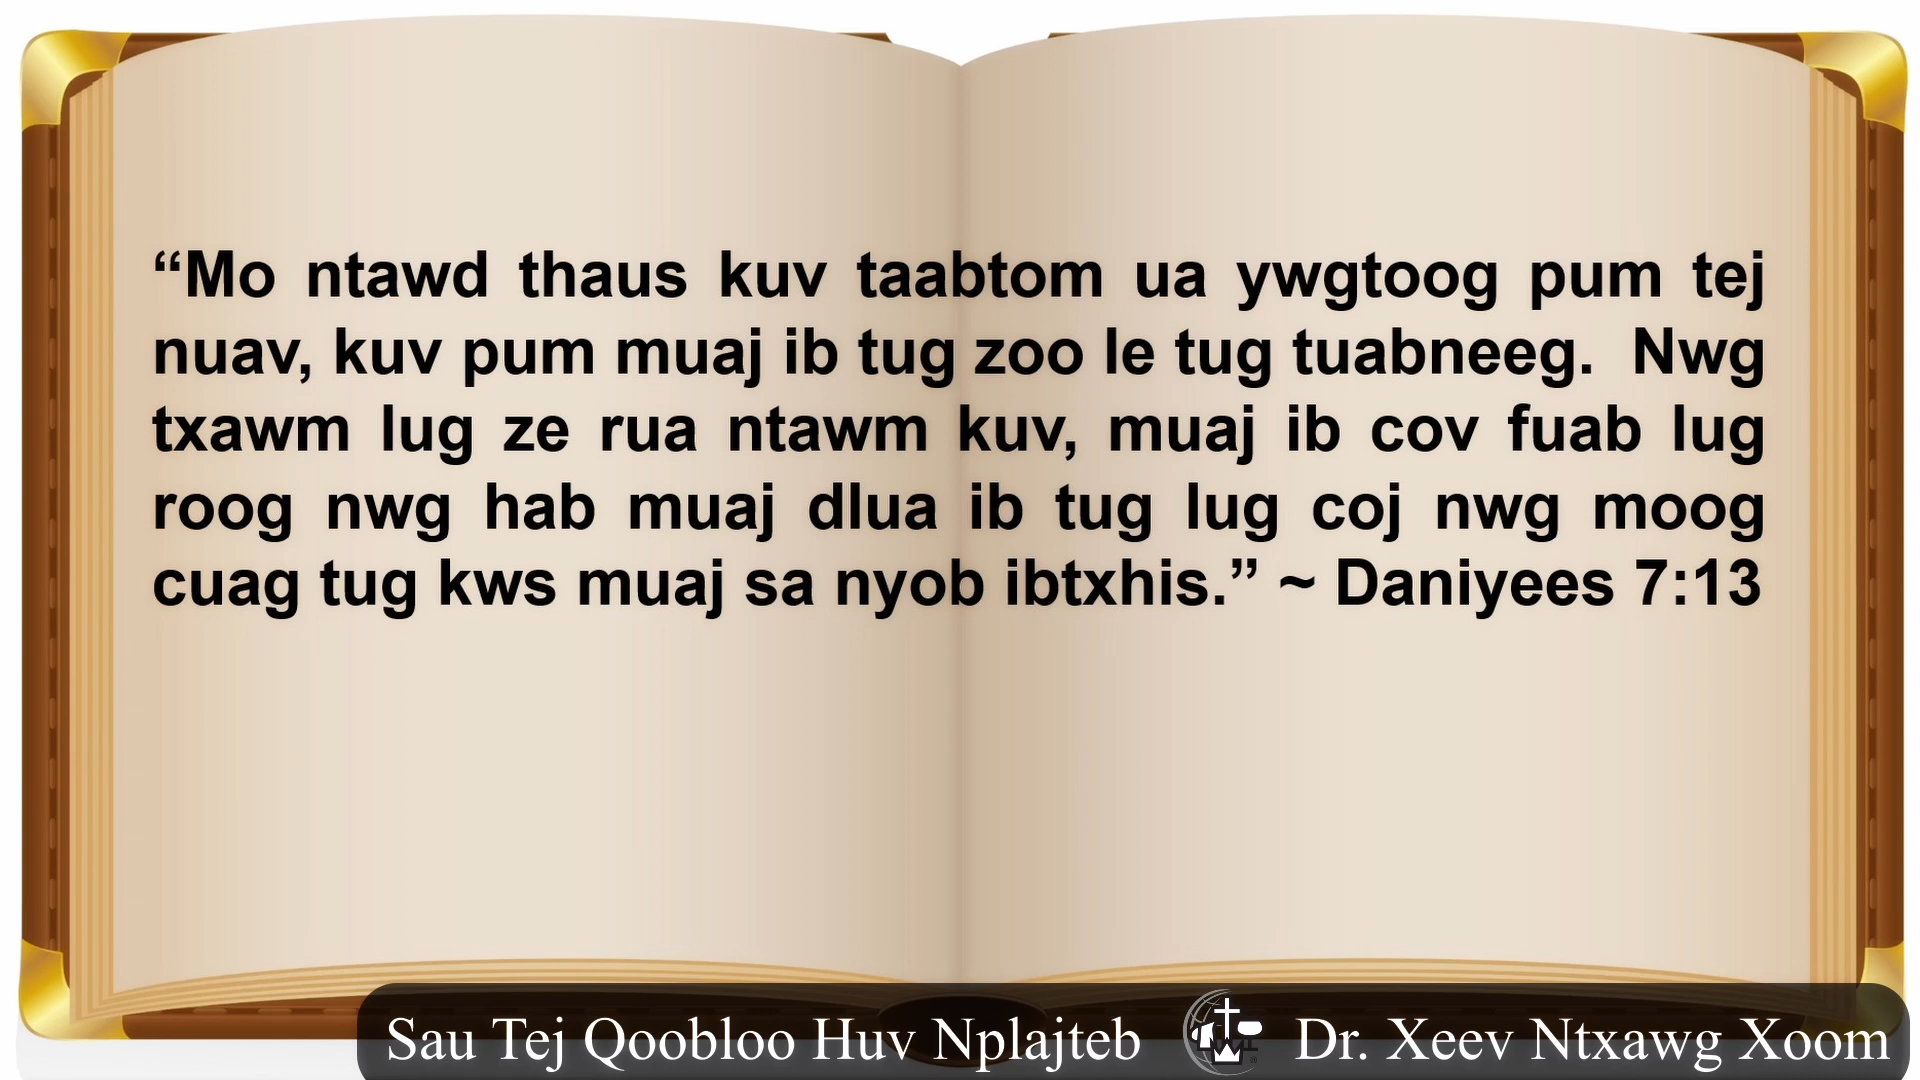 “Mo ntawd thaus kuv taabtom ua ywgtoog pum tej
nuav, kuv pum muaj ib tug zoo le tug tuabneeg.  Nwg
txawm lug ze rua ntawm kuv, muaj ib cov fuab lug
roog nwg hab muaj dlua ib tug lug coj nwg moog
cuag tug kws muaj sa nyob ibtxhis.” ~ Daniyees 7:13
Sau Tej Qoobloo Huv Nplajteb
Dr. Xeev Ntxawg Xoom